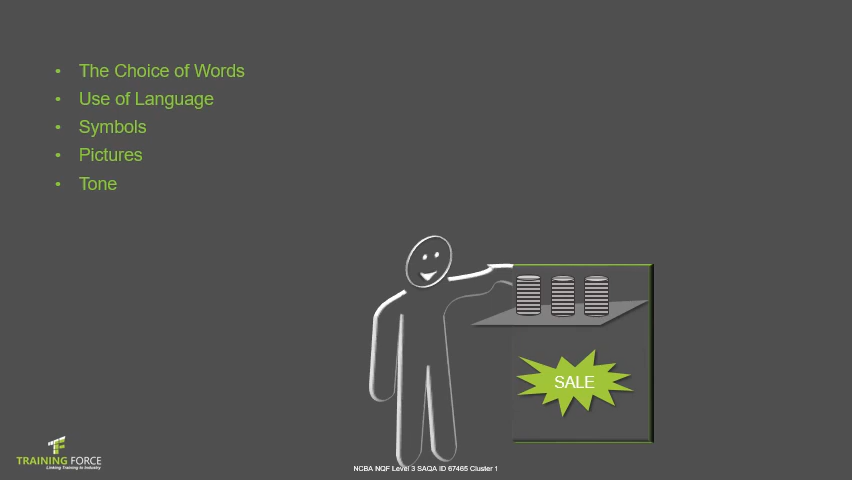 • The Choice of Words
• Use of Language
• Symbols
• Pictures
• Tone
SALE
TRAINING FORCE
Linking Training to Industry
NCBA NQF Level 3 SAQA ID 67465 Cluster 1